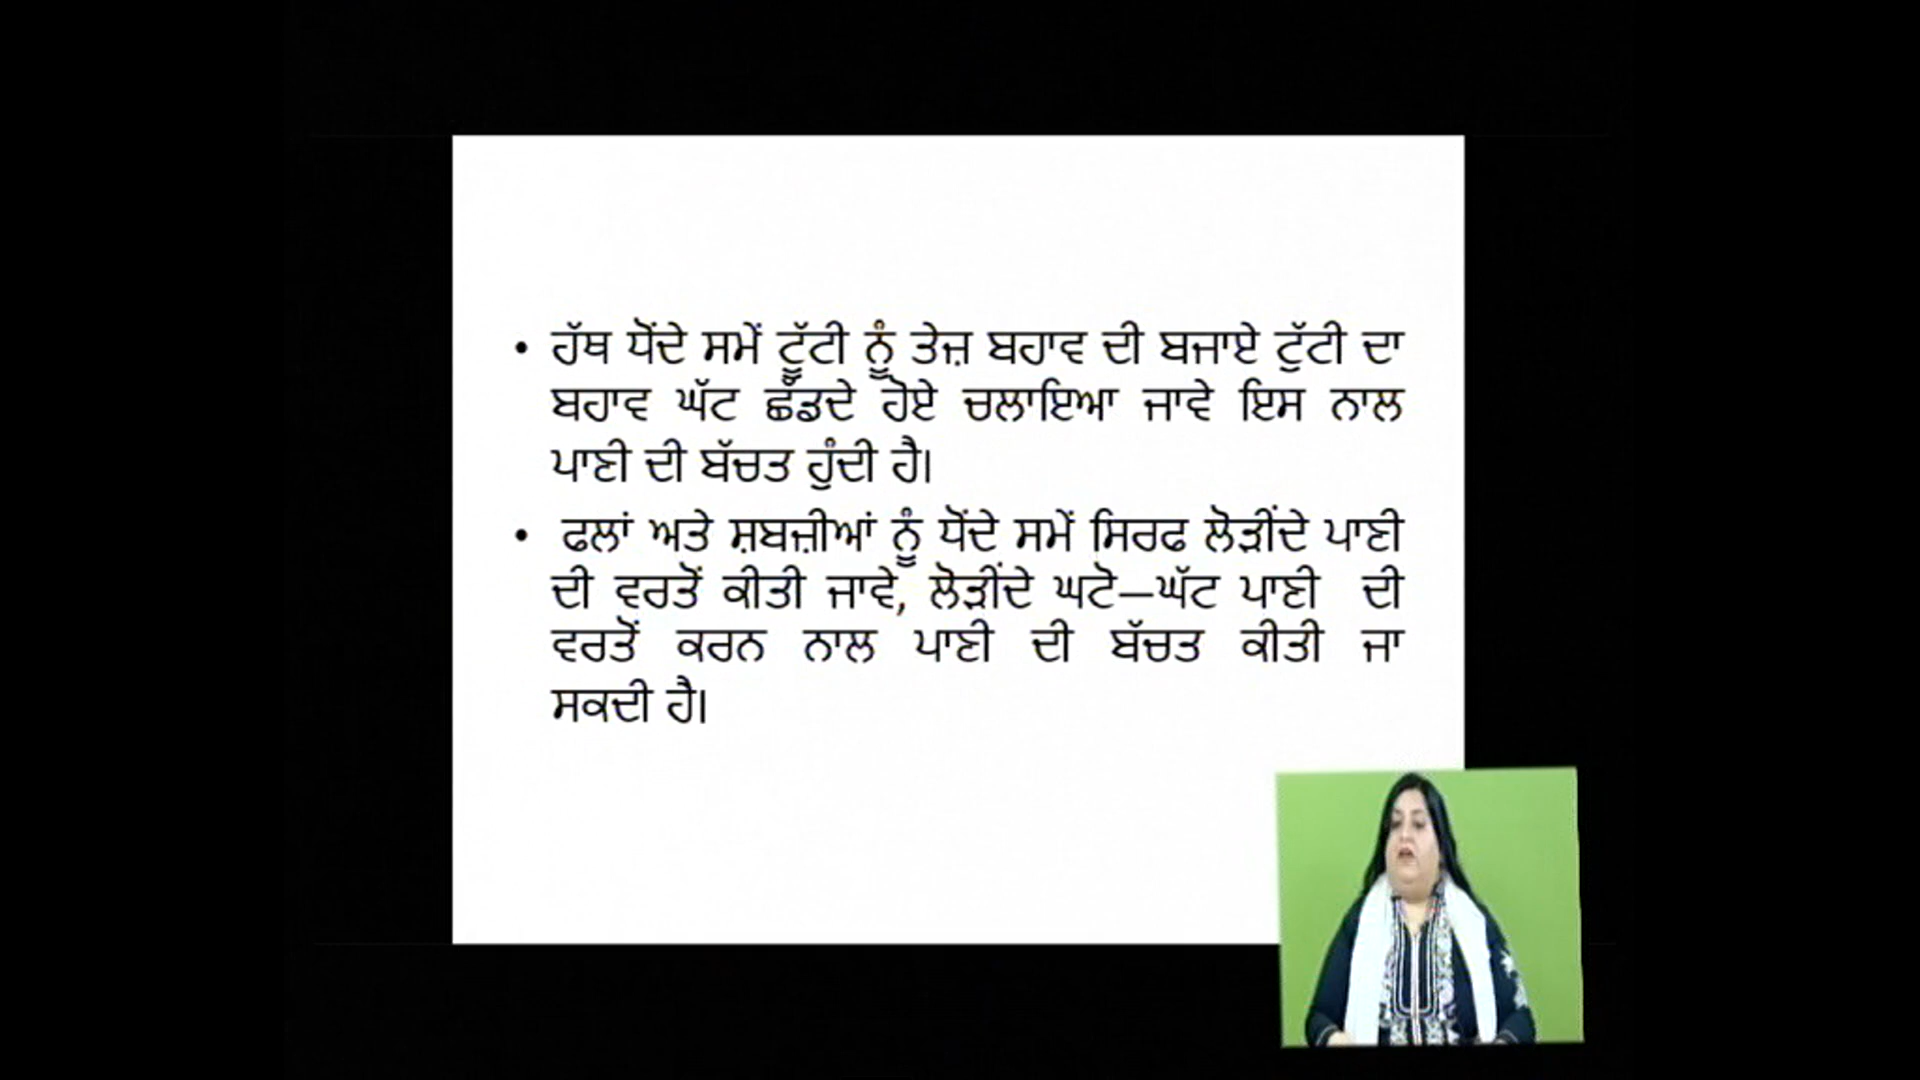 • ਹੱਥ ਧੋਂਦੇ ਸਮੇਂ ਟੂੱਟੀ ਨੂੰ ਤੇਜ਼ ਬਹਾਵ ਦੀ ਬਜਾਏ ਟੁੱਟੀ ਦਾ
ਬਹਾਵ ਘੱਟ ਛੱਡਦੇ ਹੋਏ ਚਲਾਇਆ ਜਾਵੇ ਇਸ ਨਾਲ
ਪਾਣੀ ਦੀ ਬੱਚਤ ਹੁੰਦੀ ਹੈ।
• ਫਲਾਂ ਅਤੇ ਸ਼ਬਜ਼ੀਆਂ ਨੂੰ ਧੋਂਦੇ ਸਮੇਂ ਸਿਰਫ ਲੋੜੀਂਦੇ ਪਾਣੀ
ਦੀ ਵਰਤੋਂ ਕੀਤੀ ਜਾਵੇ, ਲੋੜੀਂਦੇ ਘਟੋ—ਘੱਟ ਪਾਣੀ ਦੀ
ਵਰਤੋਂ ਕਰਨ ਨਾਲ ਪਾਣੀ ਦੀ ਬੱਚਤ ਕੀਤੀ ਜਾ
ਸਕਦੀ ਹੈ।